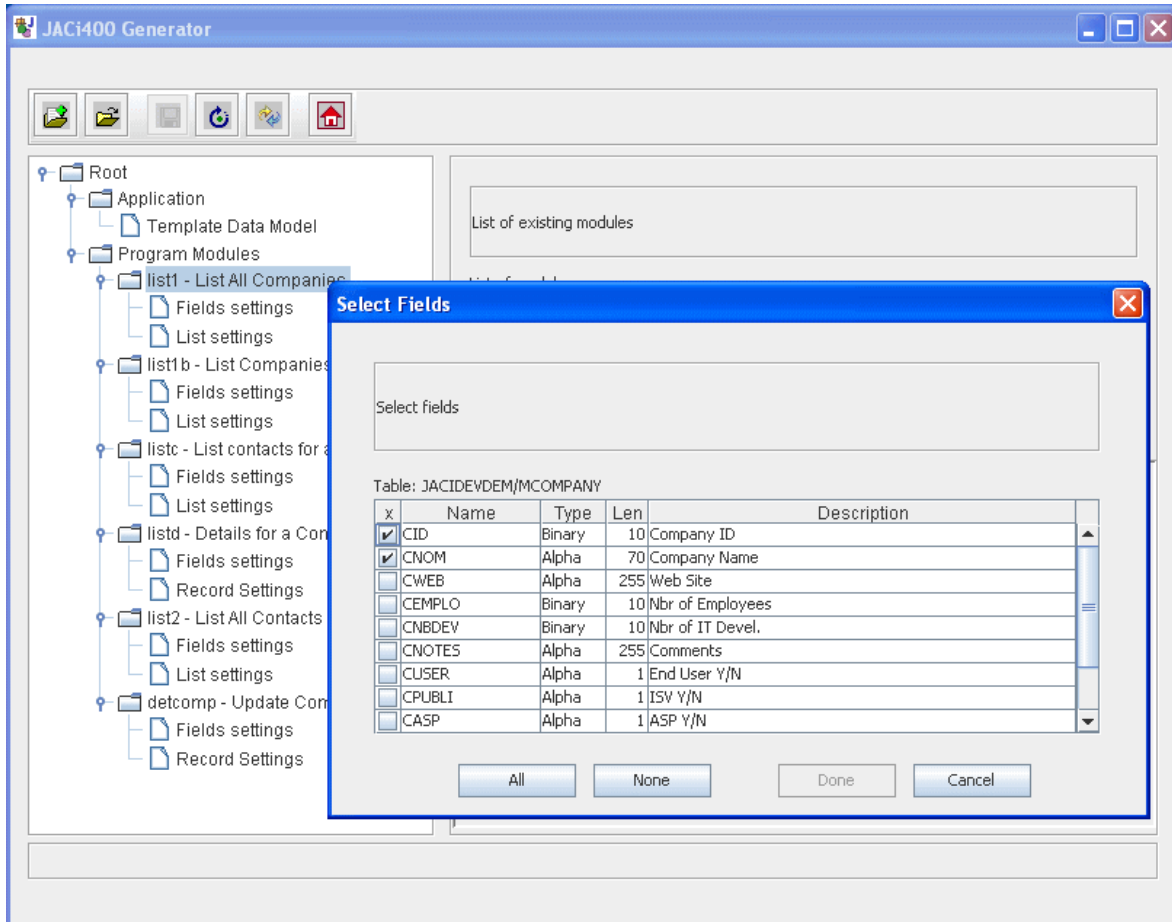 JACi400 Generator
Root
Application
Template Data Model
Program Modules
list1 - List All Companies
Fields settings
List settings
list1b - List Companies
Fields settings
List settings
listc - List contacts for a
Fields settings
List settings
listd - Details for a Con
Fields settings
Record Settings
list2 - List All Contacts
Fields settings
List settings
detcomp - Update Com
Fields settings
Record Settings
List of existing modules
Select Fields
Select fields
Table: JACIDEVDEM/MCOMPANY
x Name Type Len Description
CID Binary 10 Company ID
CNOM Alpha 70 Company Name
CWEB Alpha 255 Web Site
CEMPLO Binary 10 Nbr of Employees
CNBDEV Binary 10 Nbr of IT Devel.
CNOTES Alpha 255 Comments
CUSER Alpha 1 End User Y/N
CPUBLI Alpha 1 ISV Y/N
CASP Alpha 1 ASP Y/N
All None Done Cancel